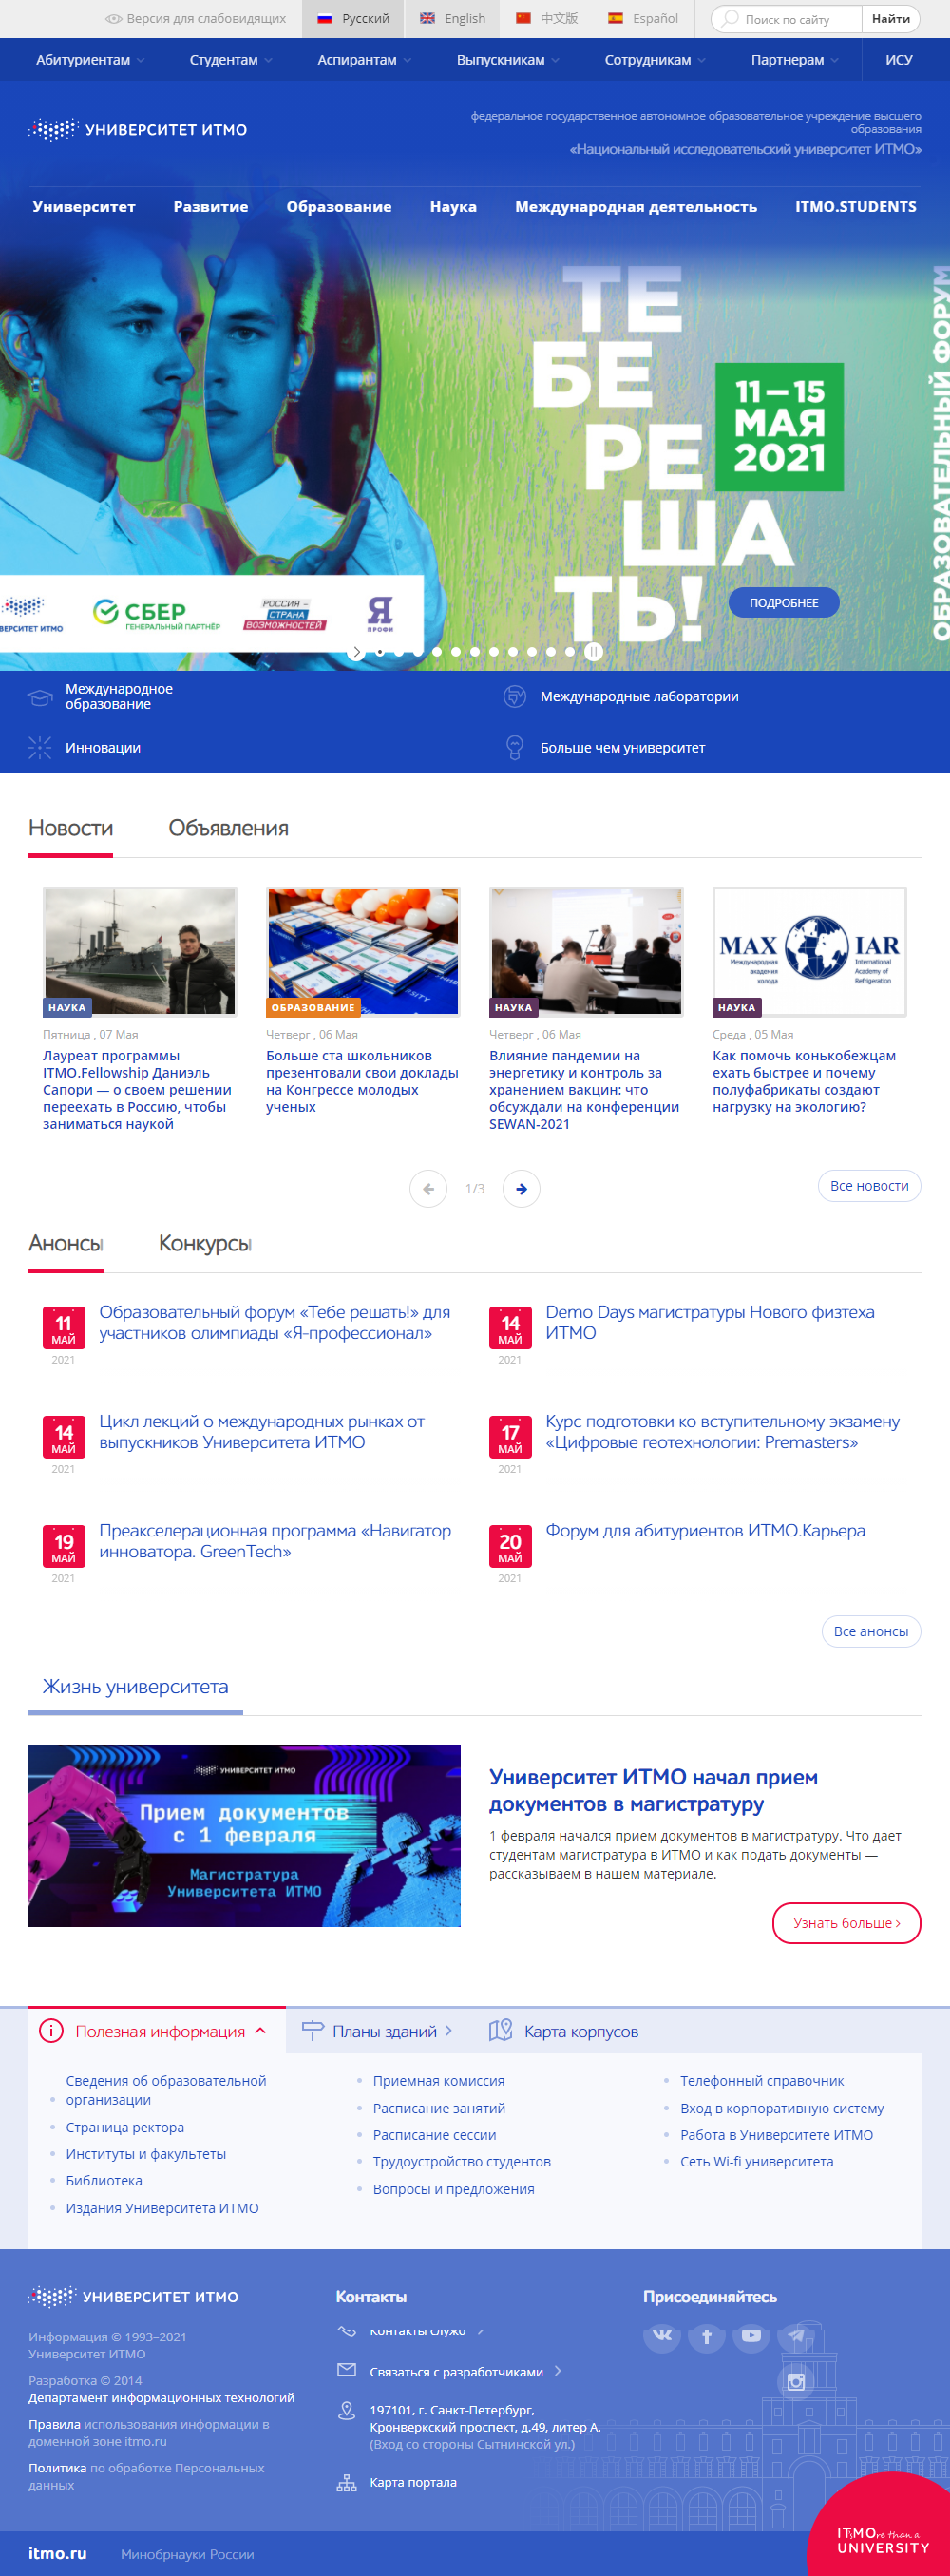 Версия для слабовидящих
Русский
English
中文版
Español
Поиск по сайту
Найти
Абитуриентам
Студентам
Аспирантам
Выпускникам
Сотрудникам
Партнерам
ИСУ
УНИВЕРСИТЕТ ИТМО
федеральное государственное автономное образовательное учреждение высшего
образования
«Национальный исследовательский университет ИТМО»
Университет
Развитие
Образование
Наука
Международная деятельность
ITMO.STUDENTS
ТЕ
БЕ
РЕ
ША
ТЬ!
11—15
МАЯ
2021
ОБРАЗОВАТЕЛЬНЫЙ ФОРУМ
СБЕР
ГЕНЕРАЛЬНЫЙ ПАРТНЁР
РОССИЯ –
СТРАНА
ВОЗМОЖНОСТЕЙ
Я
ПРОФИ
ПОДРОБНЕЕ
Международное
образование
Международные лаборатории
Инновации
Больше чем университет
Новости
Объявления
НАУКА
Пятница , 07 Мая
Лауреат программы
ITMO.Fellowship Даниэль
Сапори — о своем решении
переехать в Россию, чтобы
заниматься наукой
ОБРАЗОВАНИЕ
Четверг , 06 Мая
Больше ста школьников
презентовали свои доклады
на Конгрессе молодых
ученых
НАУКА
Четверг , 06 Мая
Влияние пандемии на
энергетику и контроль за
хранением вакцин: что
обсуждали на конференции
SEWAN-2021
MAX IAR
Международная
академия
холода
International
Academy of
Refrigeration
НАУКА
Среда , 05 Мая
Как помочь конькобежцам
ехать быстрее и почему
полуфабрикаты создают
нагрузку на экологию?
1/3
Все новости
Анонсы
Конкурсы
11
МАЙ
2021
Образовательный форум «Тебе решать!» для
участников олимпиады «Я-профессионал»
14
МАЙ
2021
Demo Days магистратуры Нового физтеха
ИТМО
14
МАЙ
2021
Цикл лекций о международных рынках от
выпускников Университета ИТМО
17
МАЙ
2021
Курс подготовки ко вступительному экзамену
«Цифровые геотехнологии: Premasters»
19
МАЙ
2021
Преакселерационная программа «Навигатор
инноватора. GreenTech»
20
МАЙ
2021
Форум для абитуриентов ИТМО.Карьера
Все анонсы
Жизнь университета
УНИВЕРСИТЕТ ИТМО
Прием документов
с 1 февраля
Магистратура
Университета ИТМО
Университет ИТМО начал прием
документов в магистратуру
1 февраля начался прием документов в магистратуру. Что дает
студентам магистратура в ИТМО и как подать документы —
рассказываем в нашем материале.
Узнать больше
Полезная информация
Планы зданий
Карта корпусов
Сведения об образовательной
организации
Страница ректора
Институты и факультеты
Библиотека
Издания Университета ИТМО
Приемная комиссия
Расписание занятий
Расписание сессии
Трудоустройство студентов
Вопросы и предложения
Телефонный справочник
Вход в корпоративную систему
Работа в Университете ИТМО
Сеть Wi-fi университета
УНИВЕРСИТЕТ ИТМО
Информация © 1993–2021
Университет ИТМО
Разработка © 2014
Департамент информационных технологий
Правила использования информации в
доменной зоне itmo.ru
Политика по обработке Персональных
данных
Контакты
Контакты служб
Связаться с разработчиками
197101, г. Санкт-Петербург,
Кронверкский проспект, д.49, литер А.
(Вход со стороны Сытнинской ул.)
Карта портала
Присоединяйтесь
itmo.ru
Минобрнауки России
IT'sMOre than a
UNIVERSITY